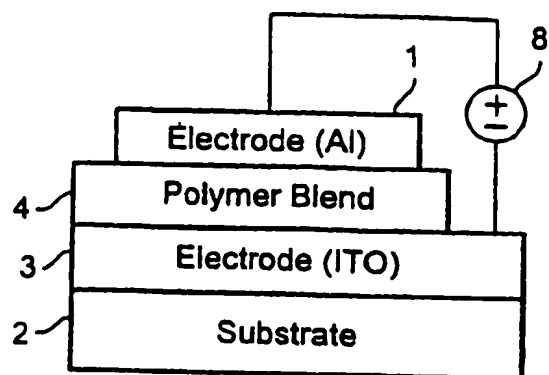 1
8
+
−
Electrode (Al)
4
Polymer Blend
3
Electrode (ITO)
2
Substrate